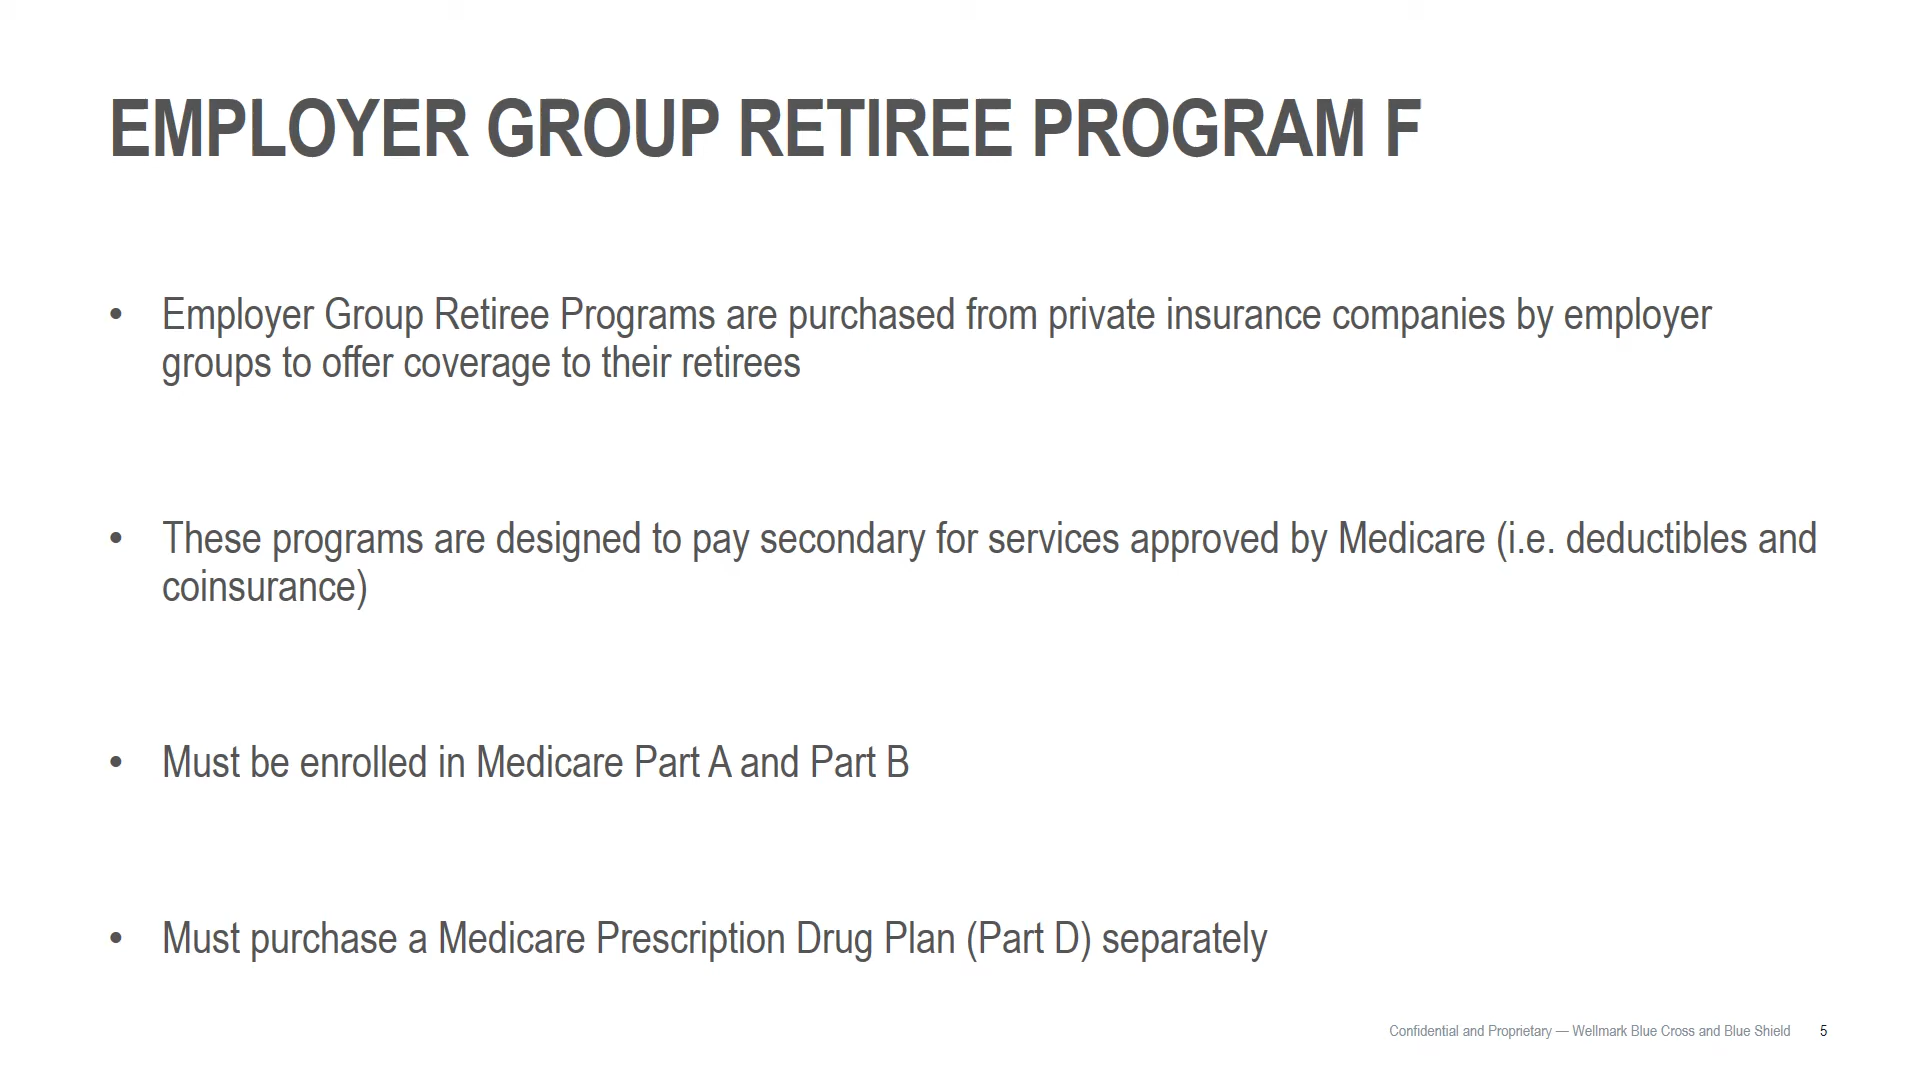 EMPLOYER GROUP RETIREE PROGRAM F
• Employer Group Retiree Programs are purchased from private insurance companies by employer
groups to offer coverage to their retirees
• These programs are designed to pay secondary for services approved by Medicare (i.e. deductibles and
coinsurance)
• Must be enrolled in Medicare Part A and Part B
• Must purchase a Medicare Prescription Drug Plan (Part D) separately
Confidential and Proprietary — Wellmark Blue Cross and Blue Shield 5